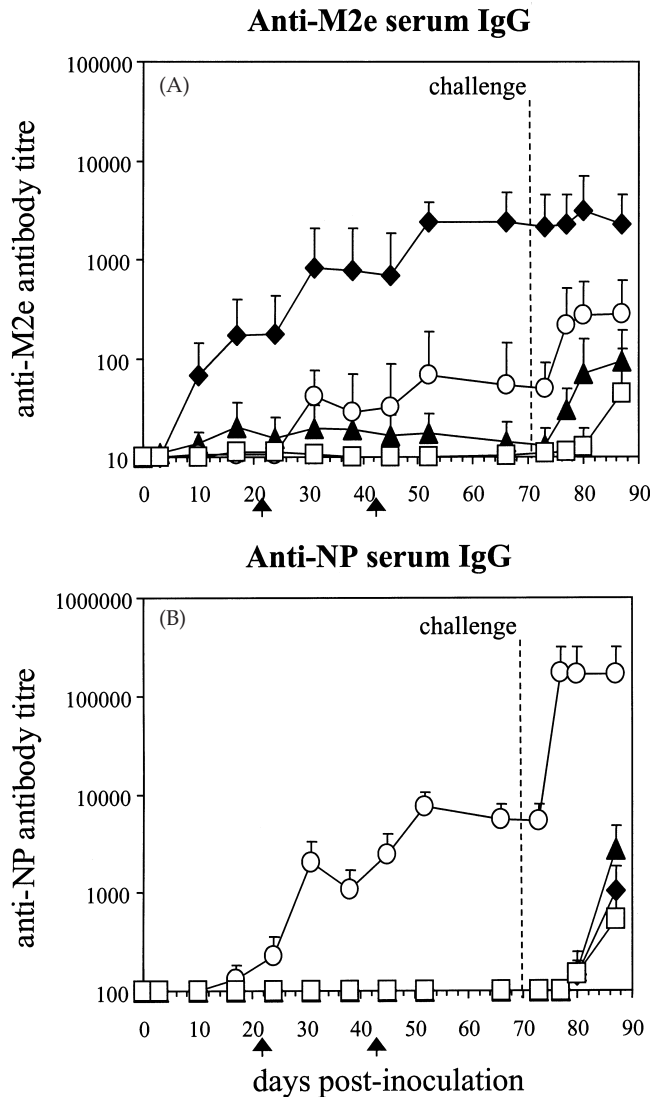 Anti-M2e serum IgG
(A)
challenge
anti-M2e antibody titre
100000
10000
1000
100
10
0 10 20 30 40 50 60 70 80 90
Anti-NP serum IgG
(B)
challenge
anti-NP antibody titre
1000000
100000
10000
1000
100
0 10 20 30 40 50 60 70 80 90
days post-inoculation